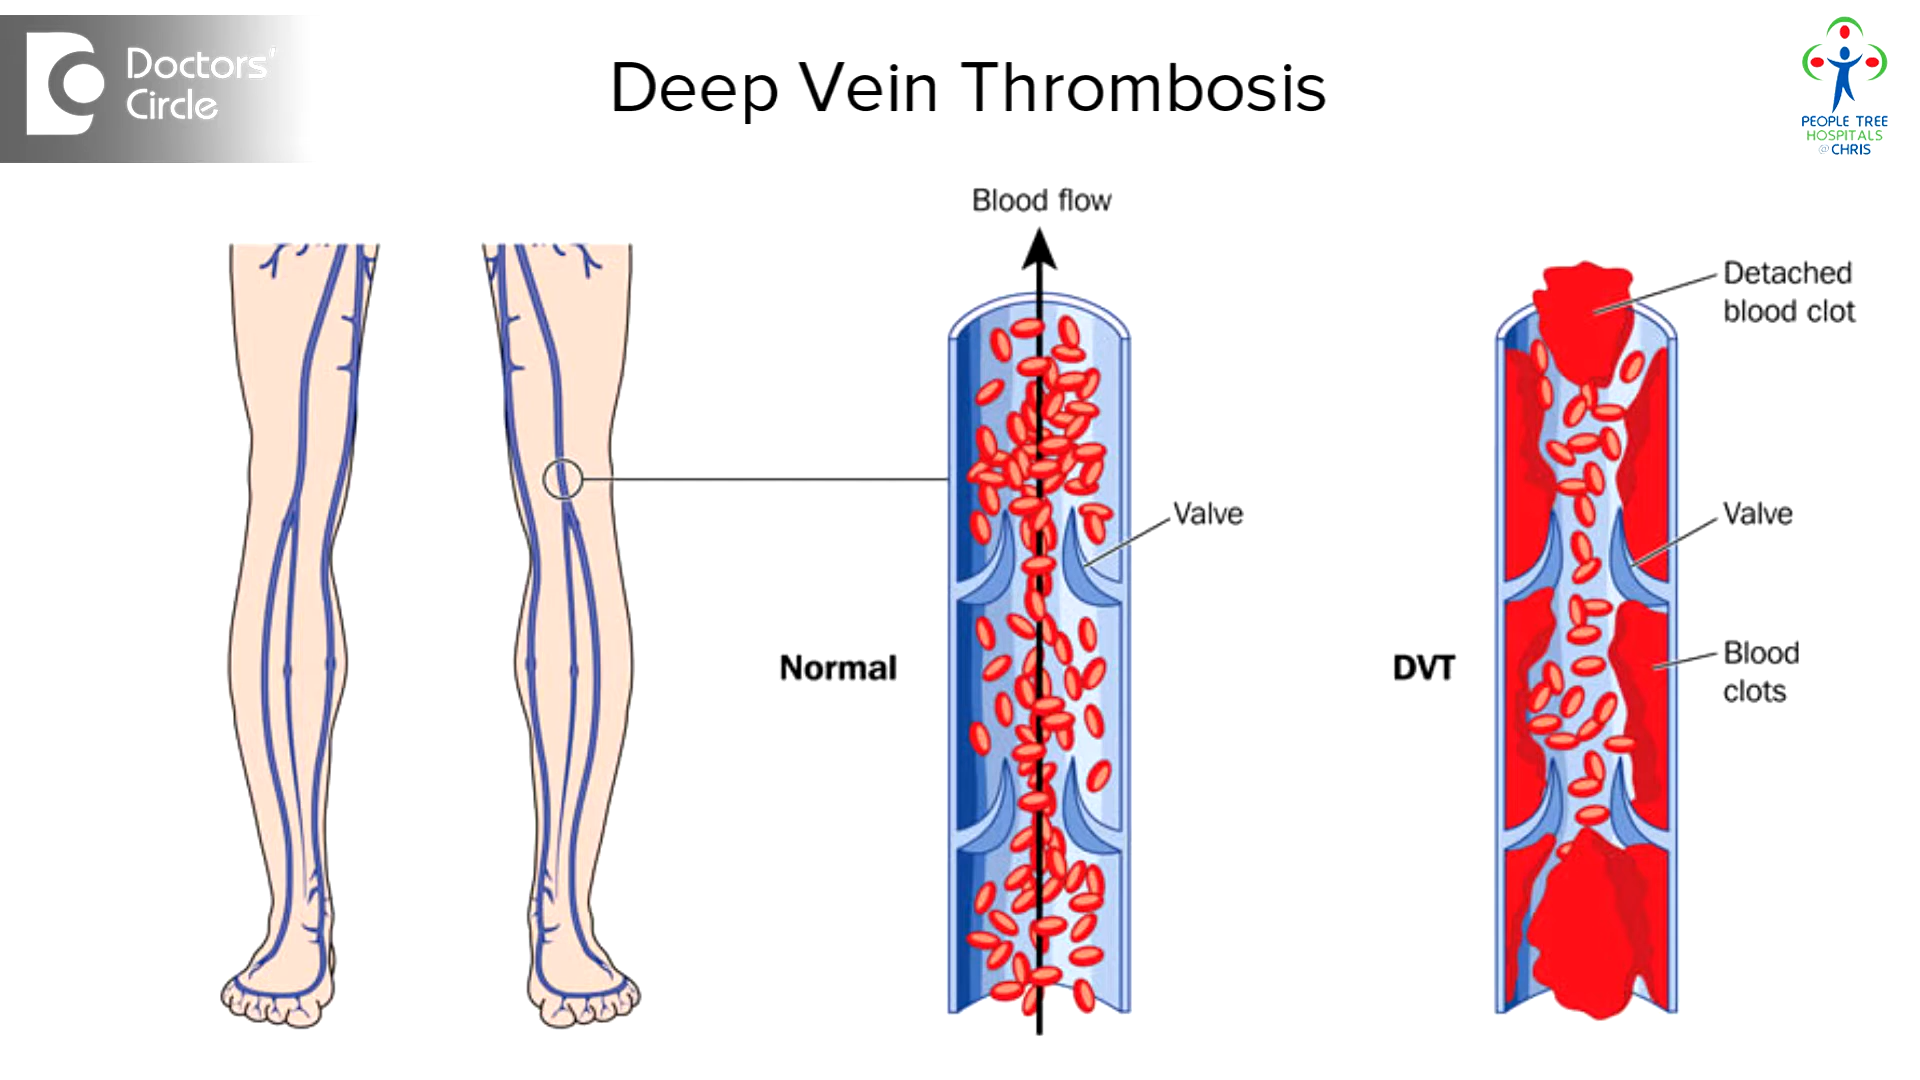 Doctors'
Circle
Deep Vein Thrombosis
PEOPLE TREE
HOSPITALS
@CHRIS
Blood flow
Detached
blood clot
Valve
Valve
Normal
DVT
Blood
clots